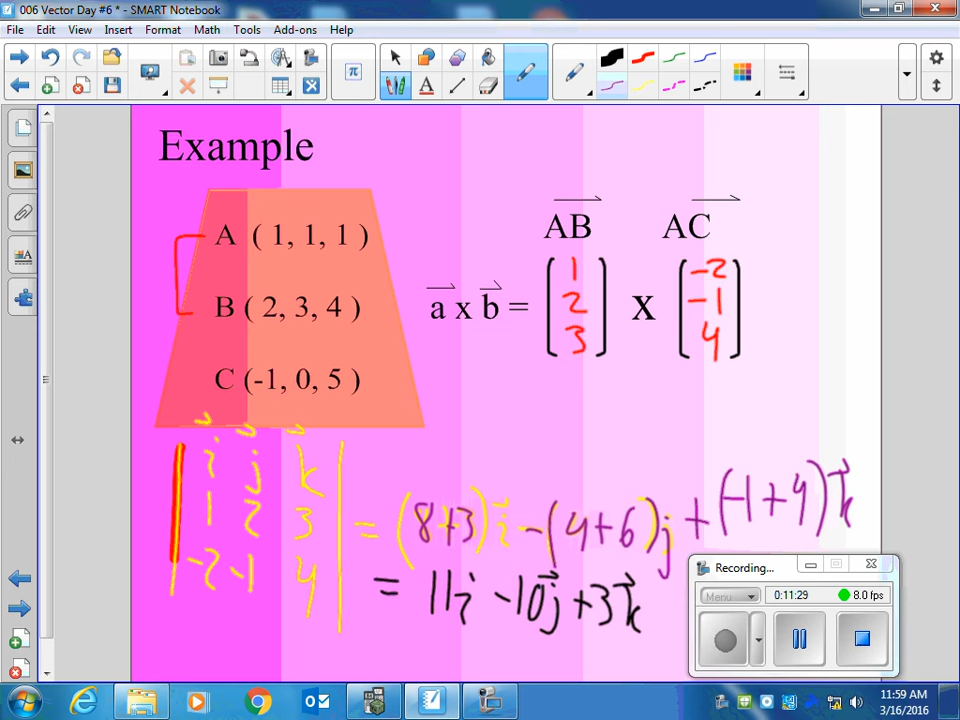 006 Vector Day #6 * - SMART Notebook
File Edit View Insert Format Math Tools Add-ons Help
Example
A ( 1, 1, 1 )
B ( 2, 3, 4 )
C (-1, 0, 5 )
AB AC
a x b = [1 2 3] x [-2 -1 4]
i j k
1 2 3
-2 -1 4
= (8+3)i - (4+6)j + (-1+4)k
= 11i - 10j + 3k
Recording...
Menu
0:11:29
8.0 fps
11:59 AM
3/16/2016